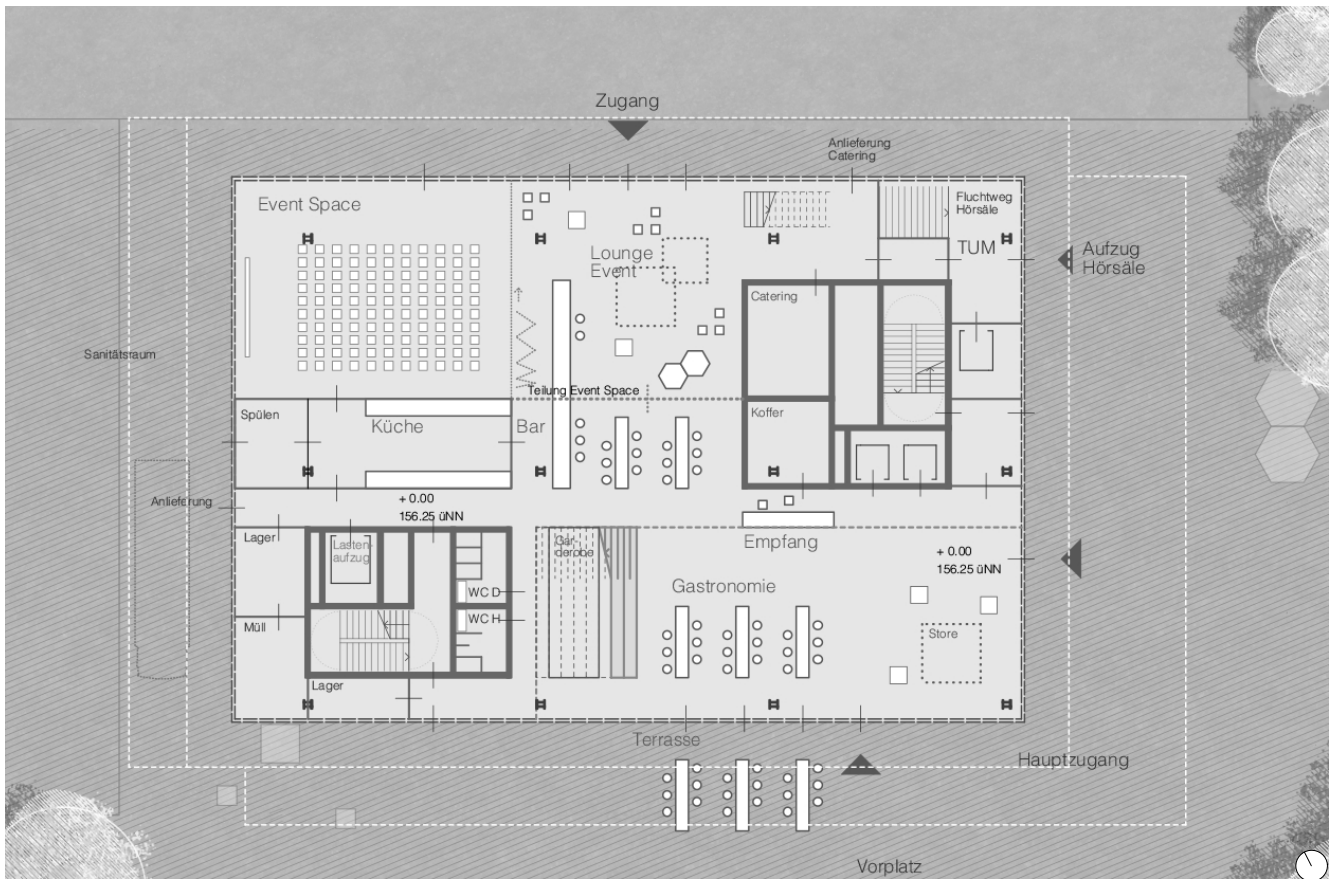 Zugang
Anlieferung
Catering
Event Space
Fluchtweg
Hörsäle
Lounge
Event
TUM
Aufzug
Hörsäle
Catering
Sanitätsraum
Teilung Event Space
Spülen
Küche
Bar
Koffer
Anlieferung
+ 0.00
156.25 üNN
Lager
Lasten-
aufzug
Gar-
derobe
Empfang
+ 0.00
156.25 üNN
Gastronomie
WC D
WC H
Müll
Store
Lager
Terrasse
Hauptzugang
Vorplatz